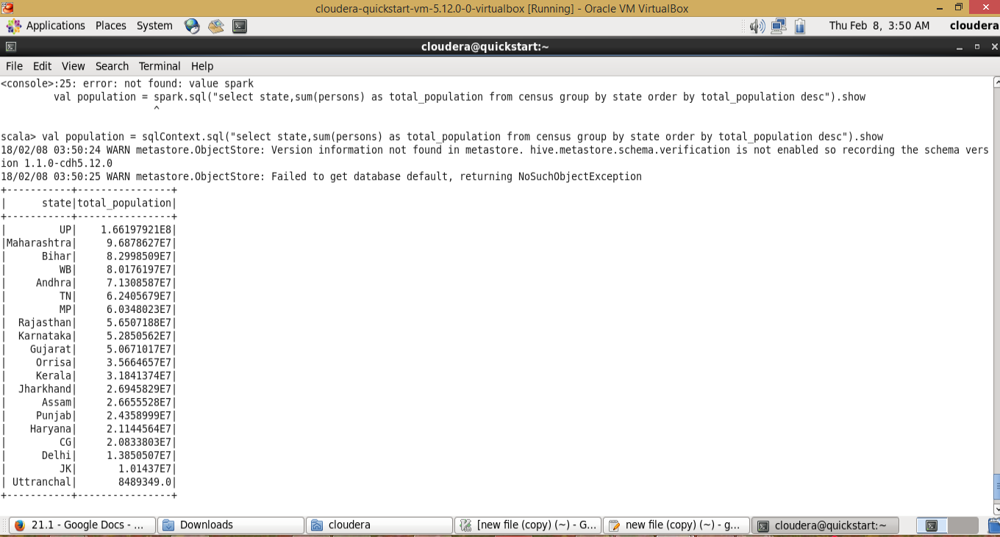 cloudera-quickstart-vm-5.12.0-0-virtualbox [Running] - Oracle VM VirtualBox
Applications Places System Thu Feb 8, 3:50 AM cloudera
cloudera@quickstart:~
File Edit View Search Terminal Help
<console>:25: error: not found: value spark
         val population = spark.sql("select state,sum(persons) as total_population from census group by state order by total_population desc").show
                          ^
scala> val population = sqlContext.sql("select state,sum(persons) as total_population from census group by state order by total_population desc").show
18/02/08 03:50:24 WARN metastore.ObjectStore: Version information not found in metastore. hive.metastore.schema.verification is not enabled so recording the schema vers
ion 1.1.0-cdh5.12.0
18/02/08 03:50:25 WARN metastore.ObjectStore: Failed to get database default, returning NoSuchObjectException
+-----------+----------------+
|      state|total_population|
+-----------+----------------+
|         UP|    1.66197921E8|
|Maharashtra|     9.6878627E7|
|      Bihar|     8.2998509E7|
|         WB|     8.0176197E7|
|     Andhra|     7.1308587E7|
|         TN|     6.2405679E7|
|         MP|     6.0348023E7|
|  Rajasthan|     5.6507188E7|
|  Karnataka|     5.2850562E7|
|    Gujarat|     5.0671017E7|
|     Orrisa|     3.5664657E7|
|     Kerala|     3.1841374E7|
|  Jharkhand|     2.6945829E7|
|      Assam|     2.6655528E7|
|     Punjab|     2.4358999E7|
|    Haryana|     2.1144564E7|
|         CG|     2.0833803E7|
|      Delhi|     1.3850507E7|
|         JK|       1.01437E7|
| Uttranchal|       8489349.0|
+-----------+----------------+
21.1 - Google Docs - ... Downloads cloudera [new file (copy) (~) - G... new file (copy) (~) - g... cloudera@quickstart:~